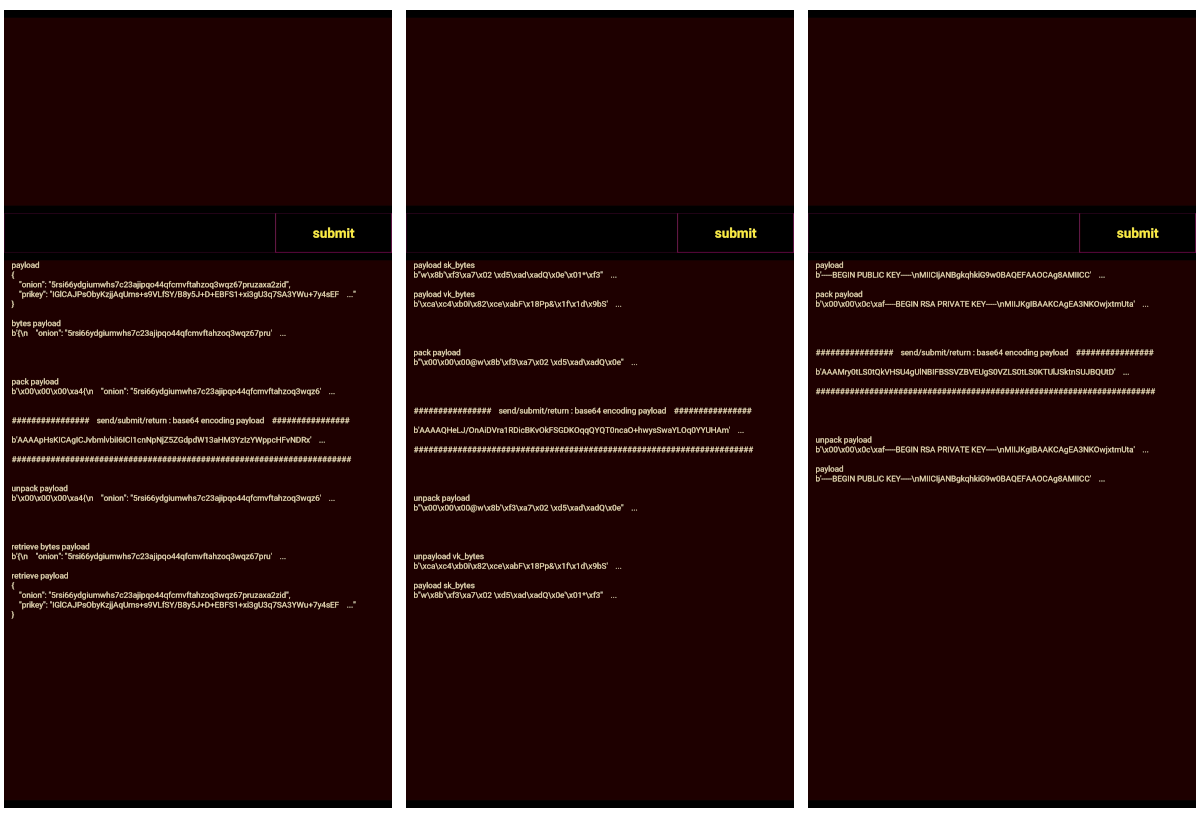 submit
payload
{
"onion": "5rsi66ydgiumwhs7c23ajipqo44qfcmvftahzoq3wqz67pruzaxa2zid",
"prikey": "IGlCAJPsObyKzjjAqUms+s9VLfSY/B8y5J+D+EBFS1+xi3gU3q7SA3YWu+7y4sEF ..."
}
bytes payload
b'{\n "onion": "5rsi66ydgiumwhs7c23ajipqo44qfcmvftahzoq3wqz67pru' ...
pack payload
b'\x00\x00\x00\xa4{\n "onion": "5rsi66ydgiumwhs7c23ajipqo44qfcmvftahzoq3wqz6' ...
################ send/submit/return : base64 encoding payload ################
b'AAAApHsKICAgICJvbmlvbiI6ICI1cnNpNjZ5ZGdpdW13aHM3YzIzYWppcHFvNDRx' ...
######################################################################
unpack payload
b'\x00\x00\x00\xa4{\n "onion": "5rsi66ydgiumwhs7c23ajipqo44qfcmvftahzoq3wqz6' ...
retrieve bytes payload
b'{\n "onion": "5rsi66ydgiumwhs7c23ajipqo44qfcmvftahzoq3wqz67pru' ...
retrieve payload
{
"onion": "5rsi66ydgiumwhs7c23ajipqo44qfcmvftahzoq3wqz67pruzaxa2zid",
"prikey": "IGlCAJPsObyKzjjAqUms+s9VLfSY/B8y5J+D+EBFS1+xi3gU3q7SA3YWu+7y4sEF ..."
}
submit
payload sk_bytes
b"w\x8b'\xf3\xa7\x02 \xd5\xad\xadQ\x0e\x01*\xf3" ...
payload vk_bytes
b'\xca\xc4\xb0i\x82\xce\xabF\x18Pp&\x1f\x1d\x9bS' ...
pack payload
b"\x00\x00\x00@w\x8b'\xf3\xa7\x02 \xd5\xad\xadQ\x0e" ...
################ send/submit/return : base64 encoding payload ################
b'AAAAQHeLJ/OnAiDVra1RDicBKvOkFSGDKOqqQYQT0ncaO+hwysSwaYLOq0YYUHAm' ...
######################################################################
unpack payload
b"\x00\x00\x00@w\x8b'\xf3\xa7\x02 \xd5\xad\xadQ\x0e" ...
unpayload vk_bytes
b'\xca\xc4\xb0i\x82\xce\xabF\x18Pp&\x1f\x1d\x9bS' ...
payload sk_bytes
b"w\x8b'\xf3\xa7\x02 \xd5\xad\xadQ\x0e\x01*\xf3" ...
submit
payload
b'-----BEGIN PUBLIC KEY-----\nMIICIjANBgkqhkiG9w0BAQEFAAOCAg8AMIICC' ...
pack payload
b'\x00\x00\x0c\xaf-----BEGIN RSA PRIVATE KEY-----\nMIIJKgIBAAKCAgEA3NKOwjxtmUta' ...
################ send/submit/return : base64 encoding payload ################
b'AAAMry0tLS0tQkVHSU4gUlNBIFBSSVZBVEUgS0VZLS0tLS0KTUlJSktnSUJBQUtD' ...
######################################################################
unpack payload
b'\x00\x00\x0c\xaf-----BEGIN RSA PRIVATE KEY-----\nMIIJKgIBAAKCAgEA3NKOwjxtmUta' ...
payload
b'-----BEGIN PUBLIC KEY-----\nMIICIjANBgkqhkiG9w0BAQEFAAOCAg8AMIICC' ...